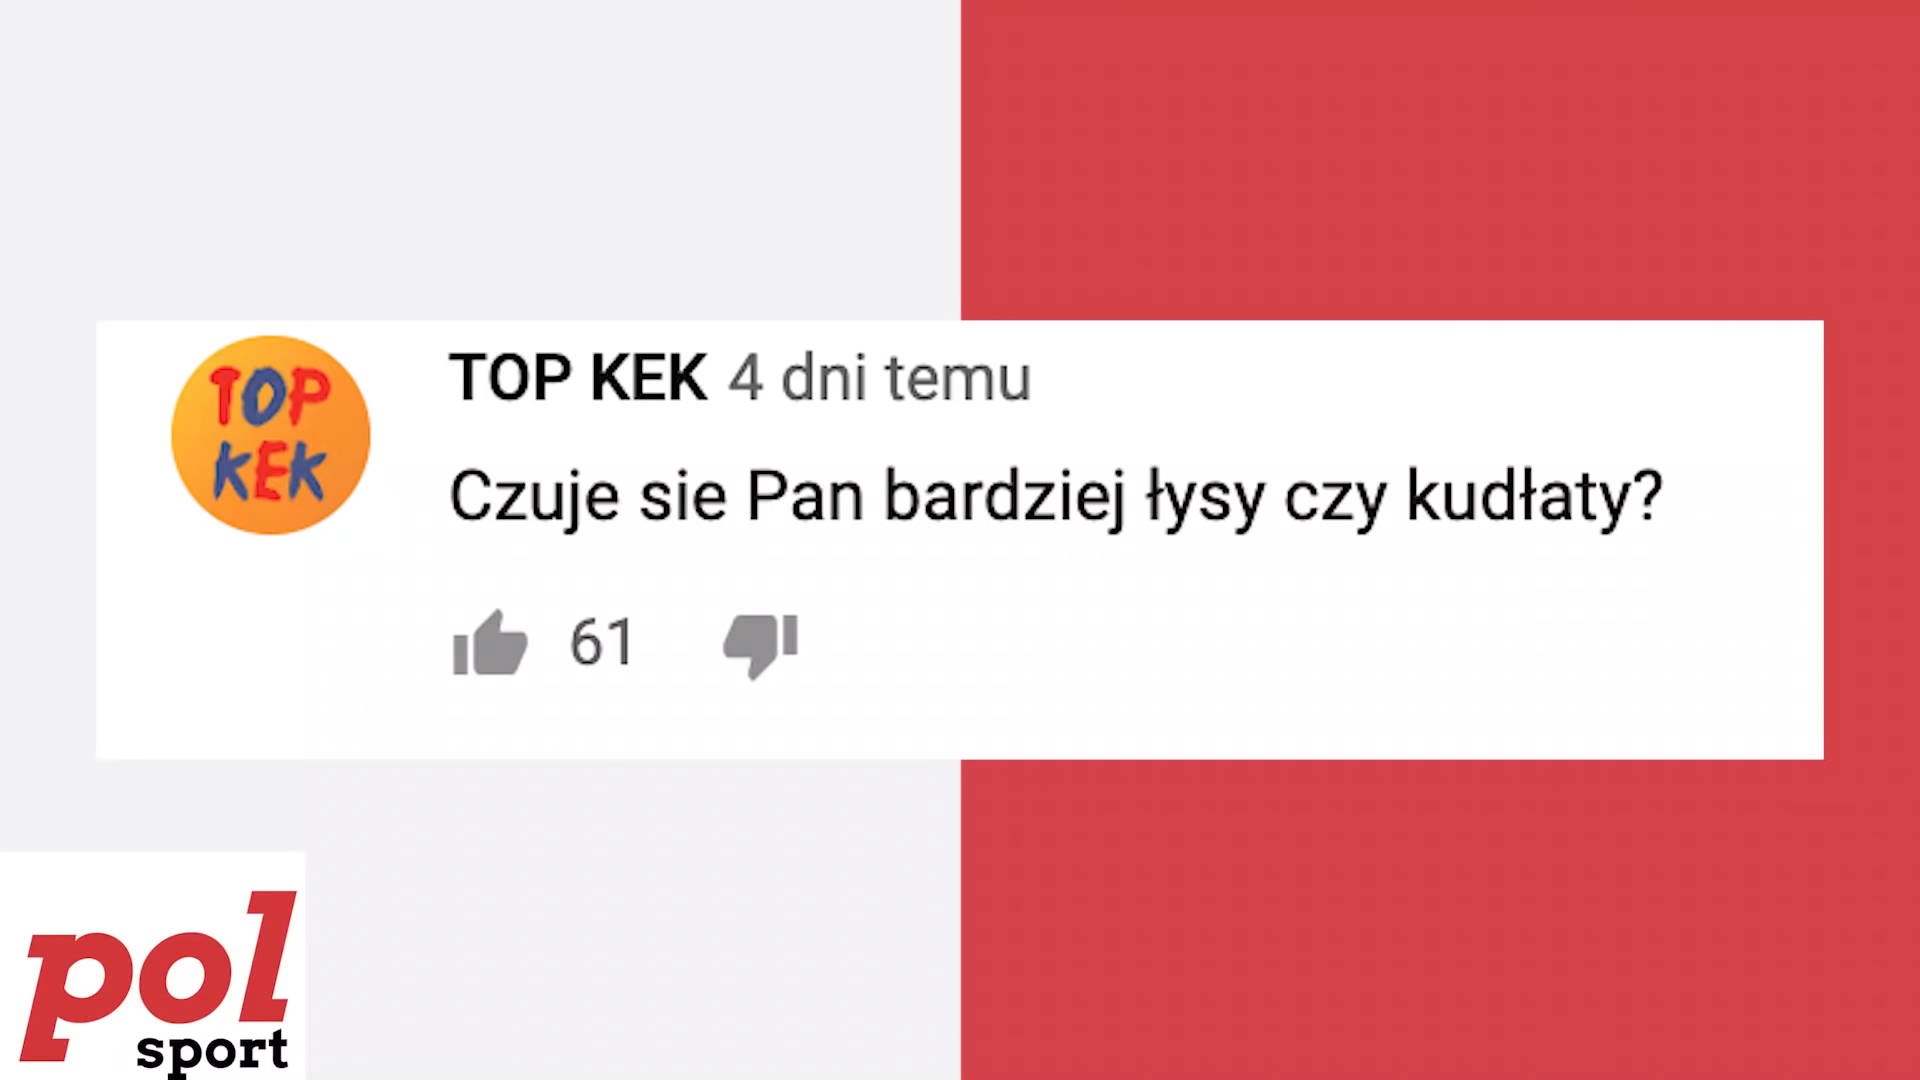 TOP
KEK
TOP KEK 4 dni temu
Czuje sie Pan bardziej łysy czy kudłaty?
61
pol
sport